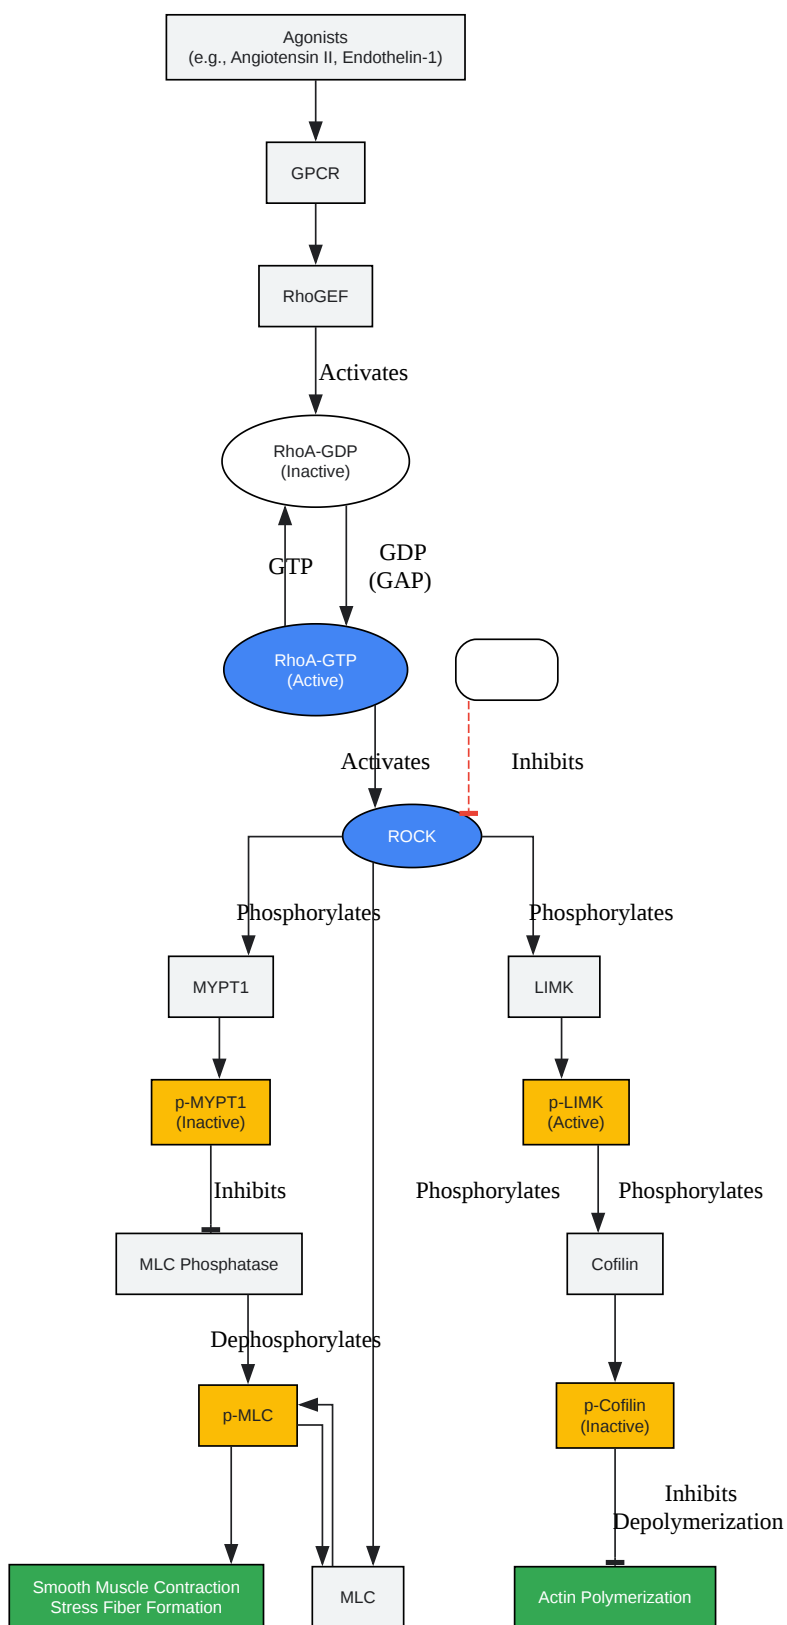 Agonists
(e.g., Angiotensin II, Endothelin-1)
GPCR
RhoGEF
Activates
RhoA-GDP
(Inactive)
GTP
GDP
(GAP)
RhoA-GTP
(Active)
Activates
Inhibits
ROCK
Phosphorylates
Phosphorylates
MYPT1
LIMK
p-MYPT1
(Inactive)
p-LIMK
(Active)
Inhibits
Phosphorylates
Phosphorylates
MLC Phosphatase
Cofilin
Dephosphorylates
p-MLC
p-Cofilin
(Inactive)
Inhibits
Depolymerization
Smooth Muscle Contraction
Stress Fiber Formation
MLC
Actin Polymerization